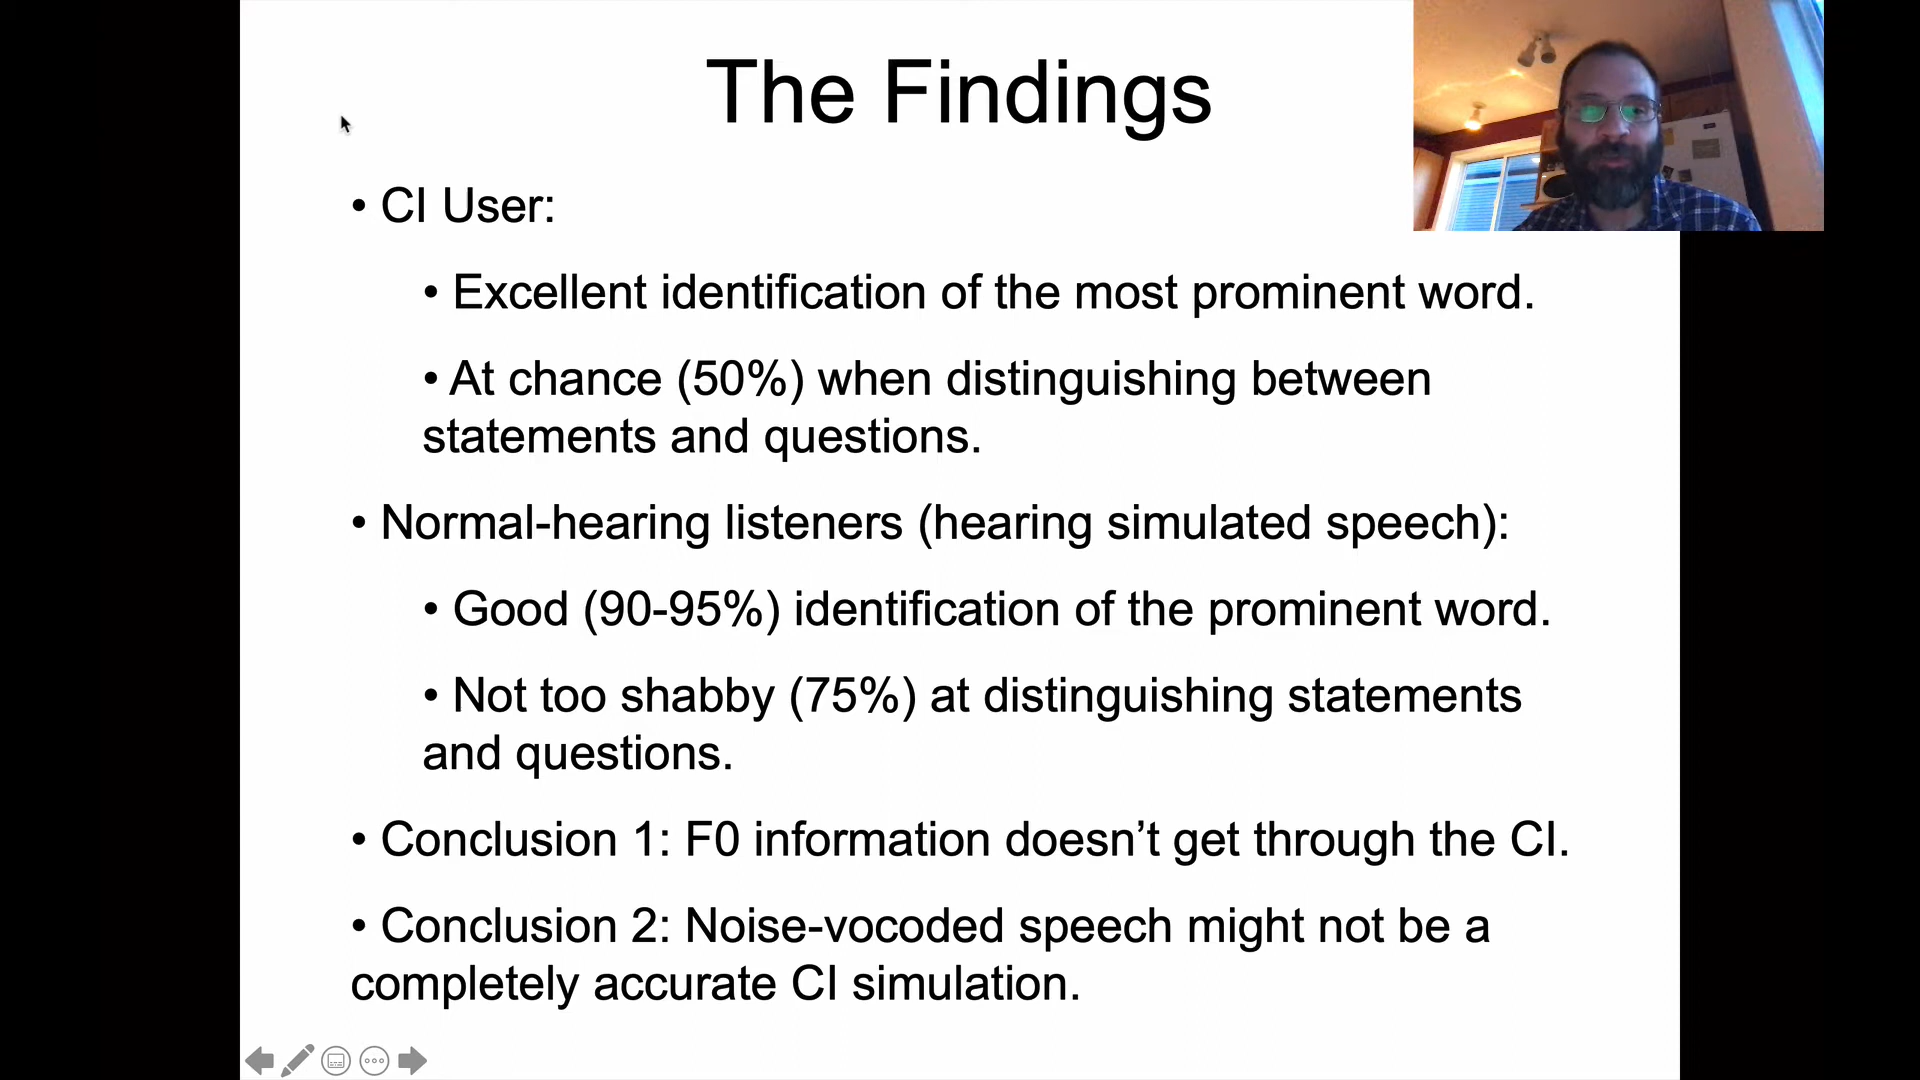 The Findings
• CI User:
• Excellent identification of the most prominent word.
• At chance (50%) when distinguishing between
statements and questions.
• Normal-hearing listeners (hearing simulated speech):
• Good (90-95%) identification of the prominent word.
• Not too shabby (75%) at distinguishing statements
and questions.
• Conclusion 1: F0 information doesn’t get through the CI.
• Conclusion 2: Noise-vocoded speech might not be a
completely accurate CI simulation.